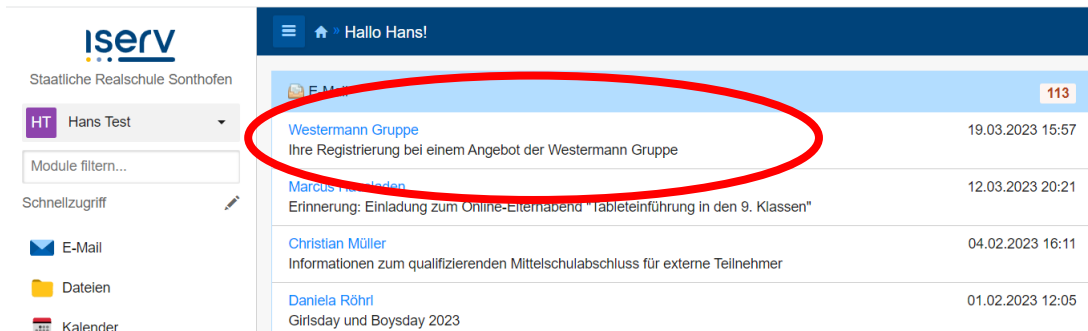 IServ
Staatliche Realschule Sonthofen
HT Hans Test
Module filtern...
Schnellzugriff
E-Mail
Dateien
Kalender
» Hallo Hans!
E-Mail 113
Westermann Gruppe 19.03.2023 15:57
Ihre Registrierung bei einem Angebot der Westermann Gruppe
Marcus 12.03.2023 20:21
Erinnerung: Einladung zum Online-Elternabend "Tableteinführung in den 9. Klassen"
Christian Müller 04.02.2023 16:11
Informationen zum qualifizierenden Mittelschulabschluss für externe Teilnehmer
Daniela Röhrl 01.02.2023 12:05
Girlsday und Boysday 2023